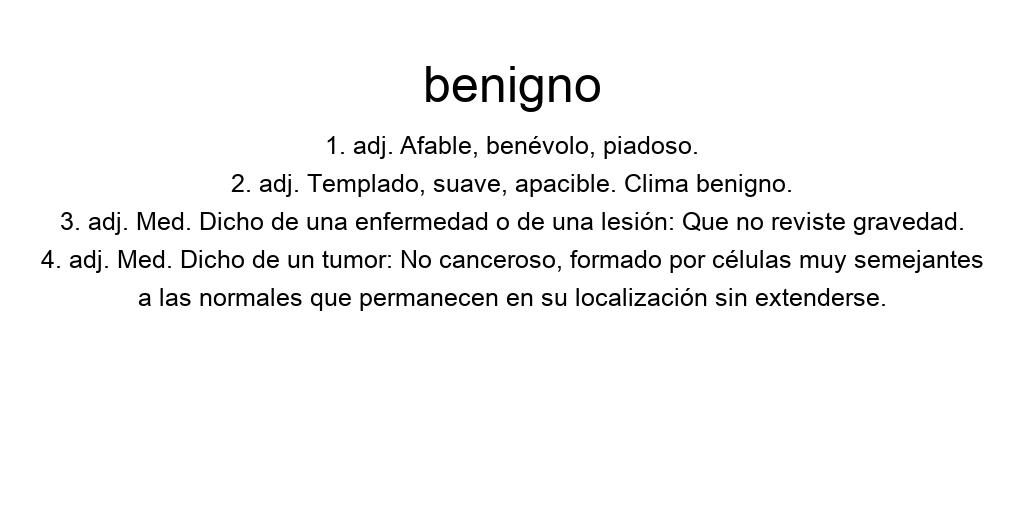 benigno
1. adj. Afable, benévolo, piadoso.
2. adj. Templado, suave, apacible. Clima benigno.
3. adj. Med. Dicho de una enfermedad o de una lesión: Que no reviste gravedad.
4. adj. Med. Dicho de un tumor: No canceroso, formado por células muy semejantes
a las normales que permanecen en su localización sin extenderse.